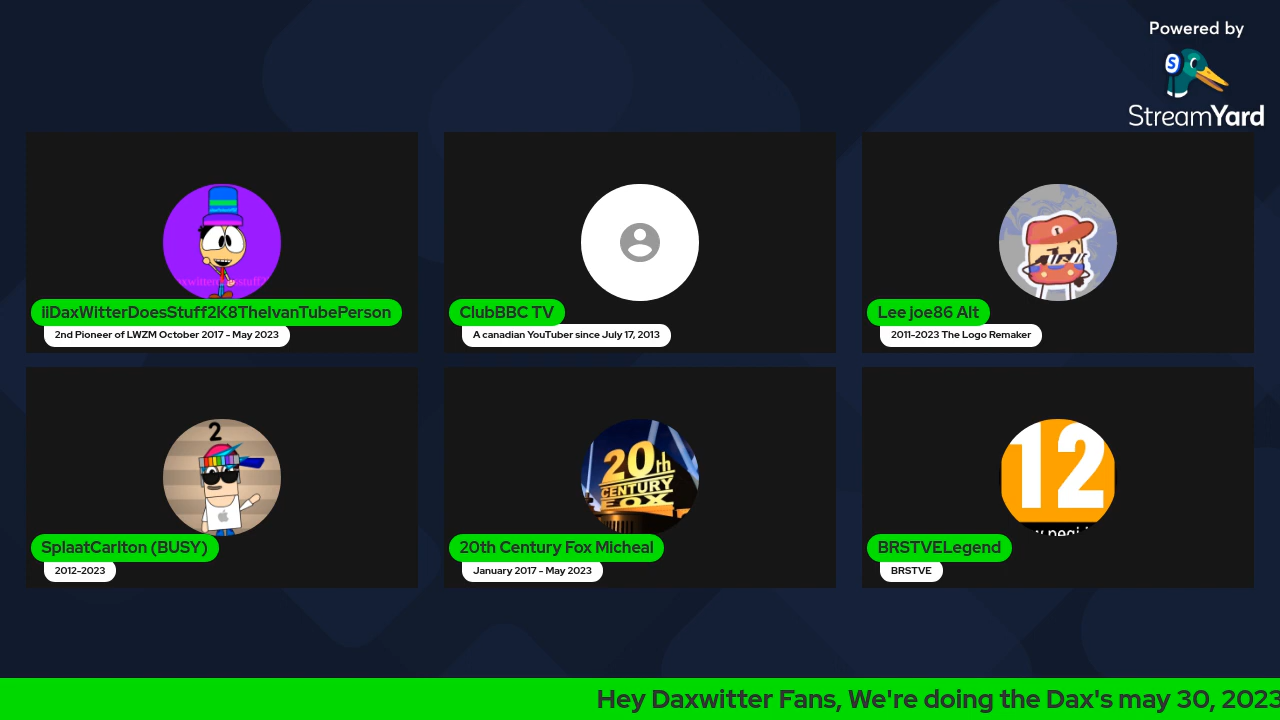 Powered by
StreamYard
iiDaxWitterDoesStuff2K8TheIvanTubePerson
2nd Pioneer of LWZM October 2017 - May 2023
ClubBBC TV
A canadian YouTuber since July 17, 2013
Lee joe86 Alt
2011-2023 The Logo Remaker
2
SplaatCarlton (BUSY)
2012-2023
20th
CENTURY
FOX
20th Century Fox Micheal
January 2017 - May 2023
12
BRSTVELegend
BRSTVE
Hey Daxwitter Fans, We're doing the Dax's may 30, 2023